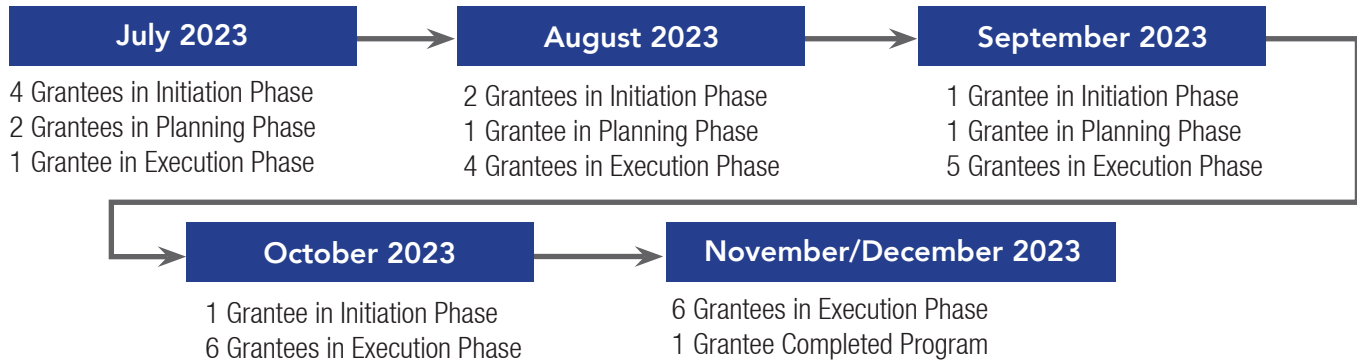 July 2023
4 Grantees in Initiation Phase
2 Grantees in Planning Phase
1 Grantee in Execution Phase
August 2023
2 Grantees in Initiation Phase
1 Grantee in Planning Phase
4 Grantees in Execution Phase
September 2023
1 Grantee in Initiation Phase
1 Grantee in Planning Phase
5 Grantees in Execution Phase
October 2023
1 Grantee in Initiation Phase
6 Grantees in Execution Phase
November/December 2023
6 Grantees in Execution Phase
1 Grantee Completed Program